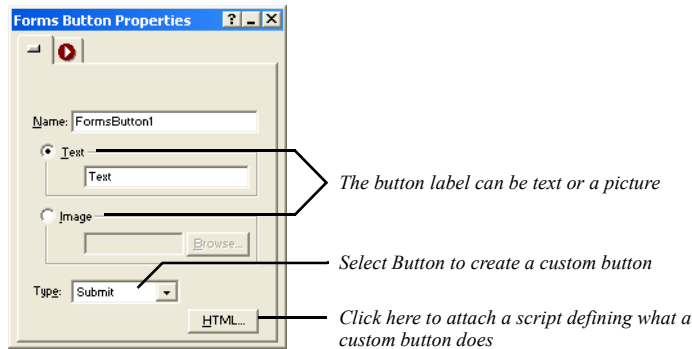 Forms Button Properties
Name: FormsButton1
Text
Text
The button label can be text or a picture
Image
Browse...
Select Button to create a custom button
Type: Submit
HTML...
Click here to attach a script defining what a
custom button does